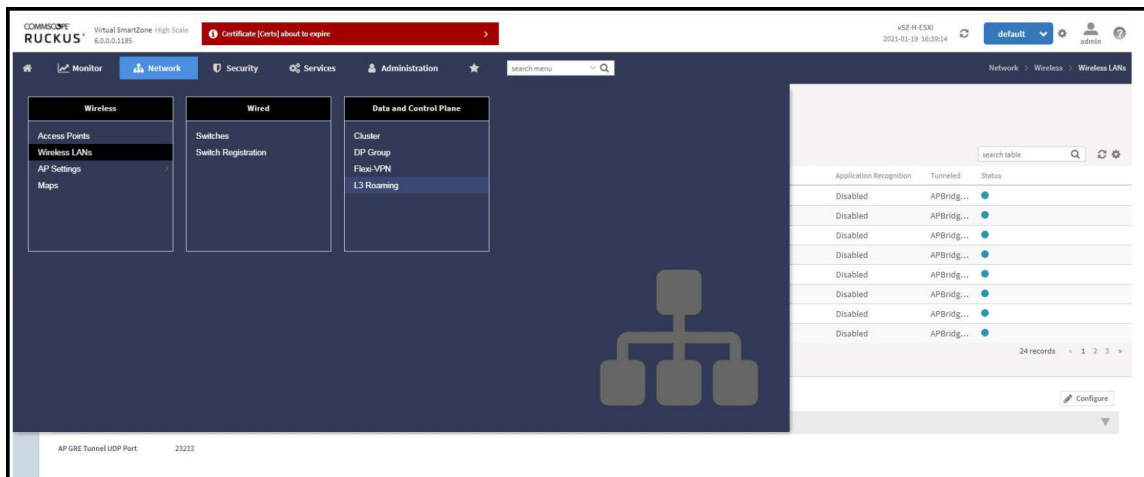 COMMSCOPE
RUCKUS
Virtual SmartZone High Scale
6.0.0.0.1185
Certificate [Certs] about to expire
vSZ-H-ESXI
2021-01-19 16:39:14
default
admin
Monitor
Network
Security
Services
Administration
search menu
Network > Wireless > Wireless LANs
Wireless
Access Points
Wireless LANs
AP Settings
Maps
Wired
Switches
Switch Registration
Data and Control Plane
Cluster
DP Group
Flexi-VPN
L3 Roaming
search table
Application Recognition Tunneled Status
Disabled APBridg...
Disabled APBridg...
Disabled APBridg...
Disabled APBridg...
Disabled APBridg...
Disabled APBridg...
Disabled APBridg...
Disabled APBridg...
24 records « 1 2 3 »
Configure
AP GRE Tunnel UDP Port 23233